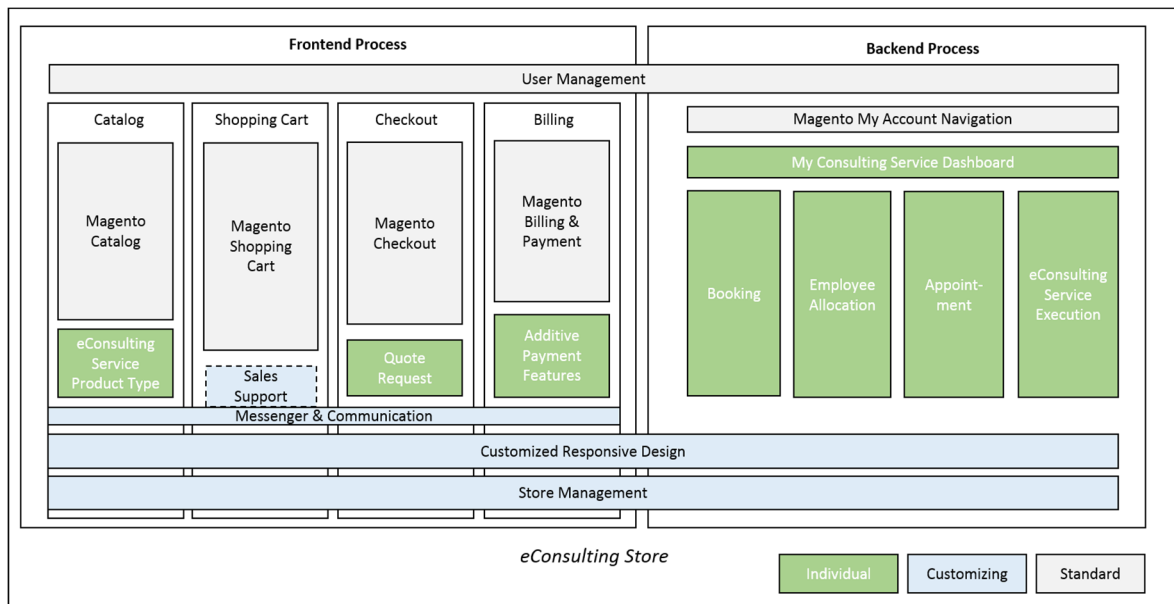 Frontend Process
Backend Process
User Management
Catalog
Shopping Cart
Checkout
Billing
Magento My Account Navigation
My Consulting Service Dashboard
Magento
Catalog
Magento
Shopping
Cart
Magento
Checkout
Magento
Billing &
Payment
Booking
Employee
Allocation
Appoint-
ment
eConsulting
Service
Execution
eConsulting
Service
Product Type
Sales
Support
Quote
Request
Additive
Payment
Features
Messenger & Communication
Customized Responsive Design
Store Management
eConsulting Store
Individual
Customizing
Standard